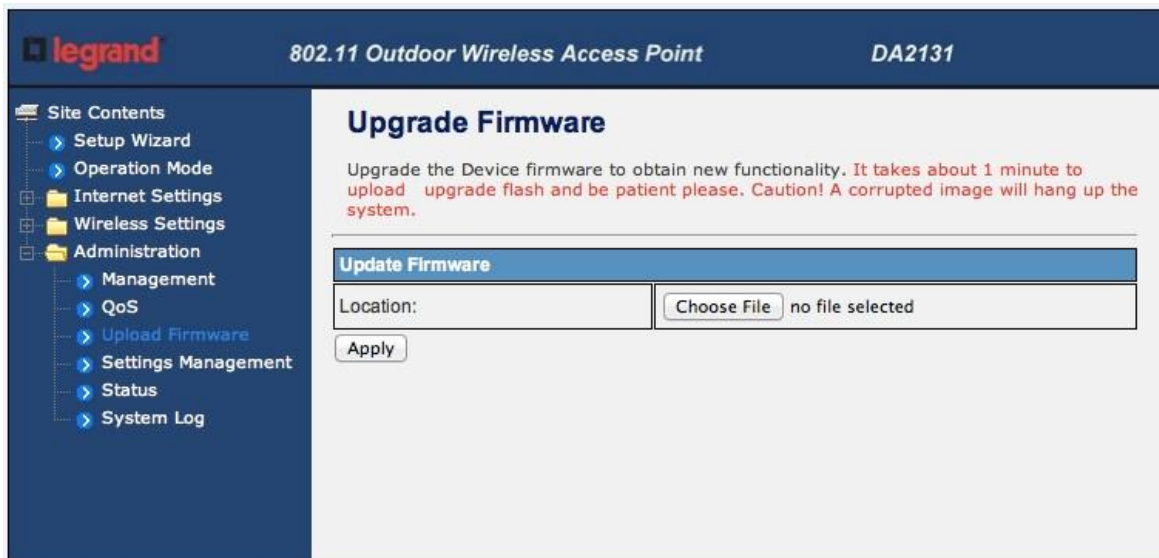 legrand
802.11 Outdoor Wireless Access Point
DA2131
Site Contents
Setup Wizard
Operation Mode
Internet Settings
Wireless Settings
Administration
Management
QoS
Upload Firmware
Settings Management
Status
System Log
Upgrade Firmware
Upgrade the Device firmware to obtain new functionality. It takes about 1 minute to
upload upgrade flash and be patient please. Caution! A corrupted image will hang up the
system.
Update Firmware
Location:
Choose File no file selected
Apply